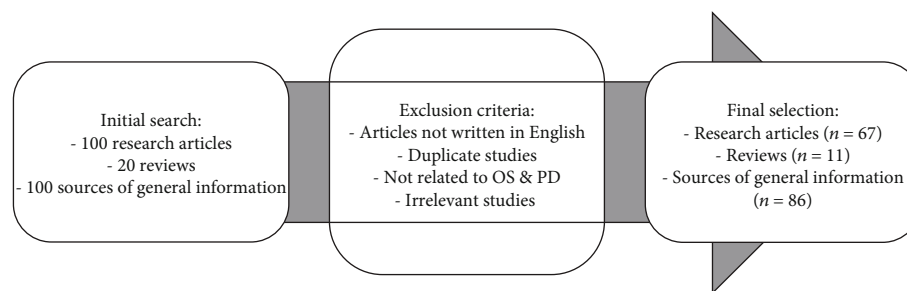 Initial search:
- 100 research articles
- 20 reviews
- 100 sources of general information
Exclusion criteria:
- Articles not written in English
- Duplicate studies
- Not related to OS & PD
- Irrelevant studies
Final selection:
- Research articles (n = 67)
- Reviews (n = 11)
- Sources of general information
(n = 86)